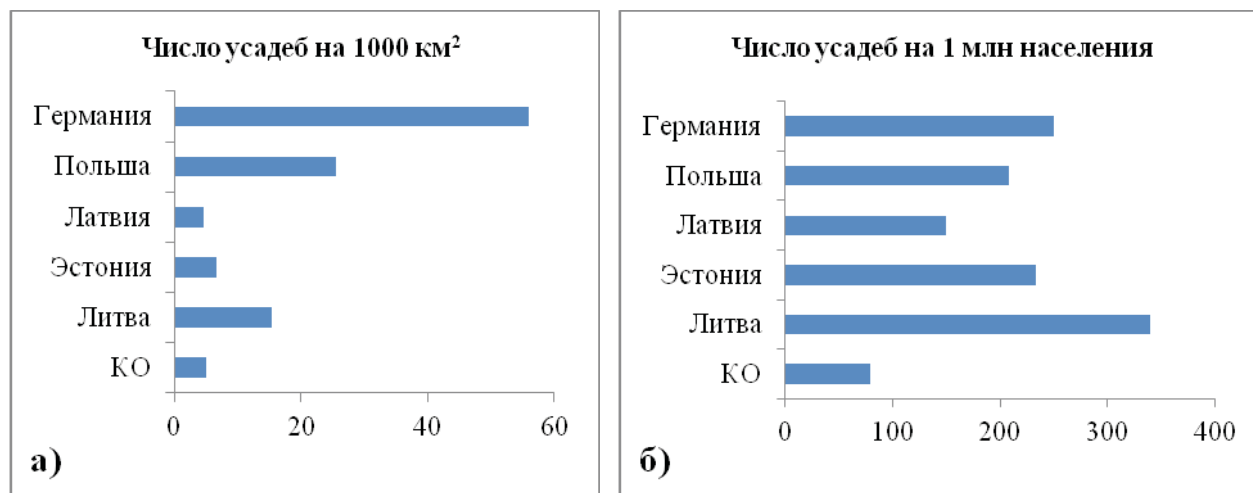 Число усадеб на 1000 км²
Германия
Польша
Латвия
Эстония
Литва
КО
0 20 40 60
а)
Число усадеб на 1 млн населения
Германия
Польша
Латвия
Эстония
Литва
КО
0 100 200 300 400
б)